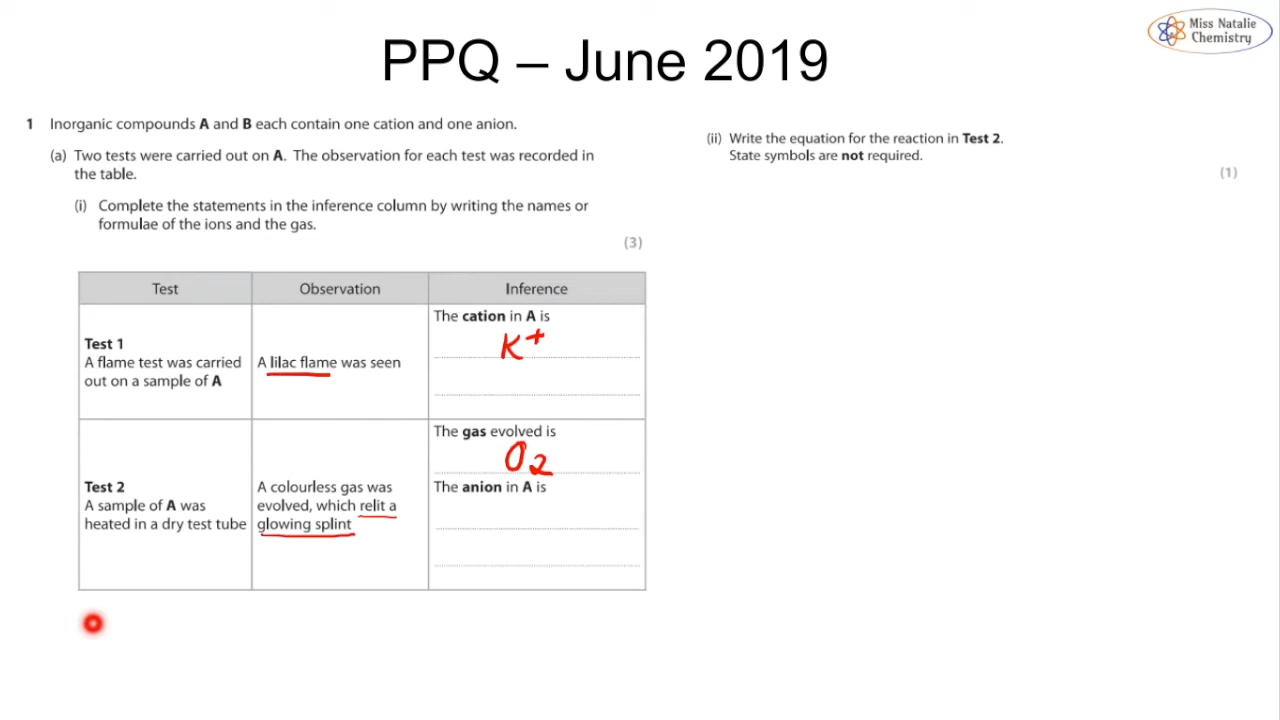 Miss Natalie
Chemistry
PPQ – June 2019
1 Inorganic compounds A and B each contain one cation and one anion.
(a) Two tests were carried out on A. The observation for each test was recorded in
the table.
(i) Complete the statements in the inference column by writing the names or
formulae of the ions and the gas.
(3)
Test Observation Inference
Test 1
A flame test was carried
out on a sample of A
A lilac flame was seen
The cation in A is
K+
Test 2
A sample of A was
heated in a dry test tube
A colourless gas was
evolved, which relit a
glowing splint
The gas evolved is
O2
The anion in A is
(ii) Write the equation for the reaction in Test 2.
State symbols are not required.
(1)